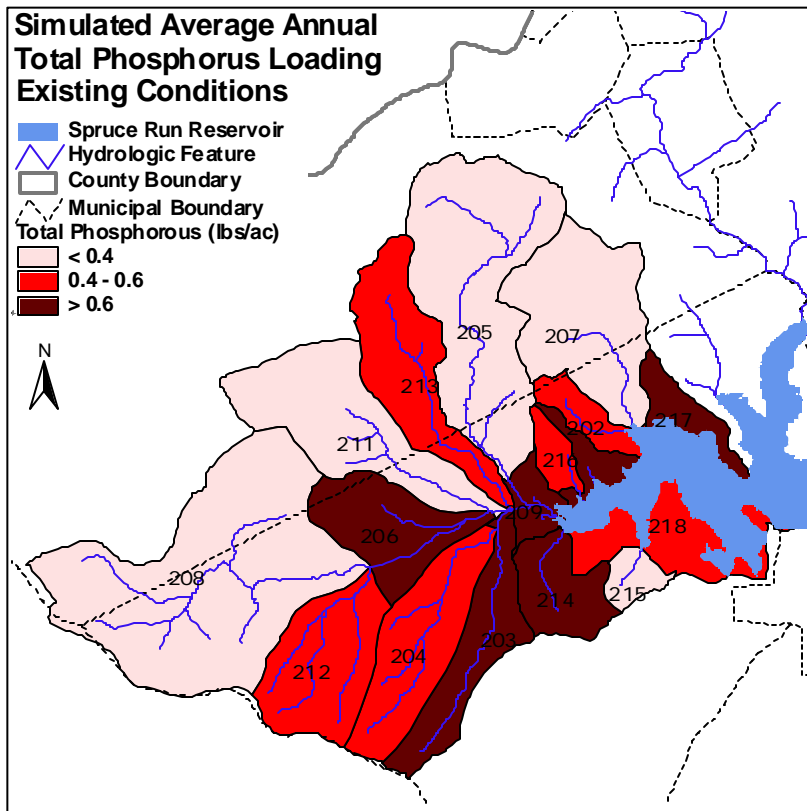 Simulated Average Annual
Total Phosphorus Loading
Existing Conditions
Spruce Run Reservoir
Hydrologic Feature
County Boundary
Municipal Boundary
Total Phosphorous (lbs/ac)
< 0.4
0.4 - 0.6
> 0.6
N
205
207
213
217
202
211
216
209
218
206
208
215
214
203
204
212